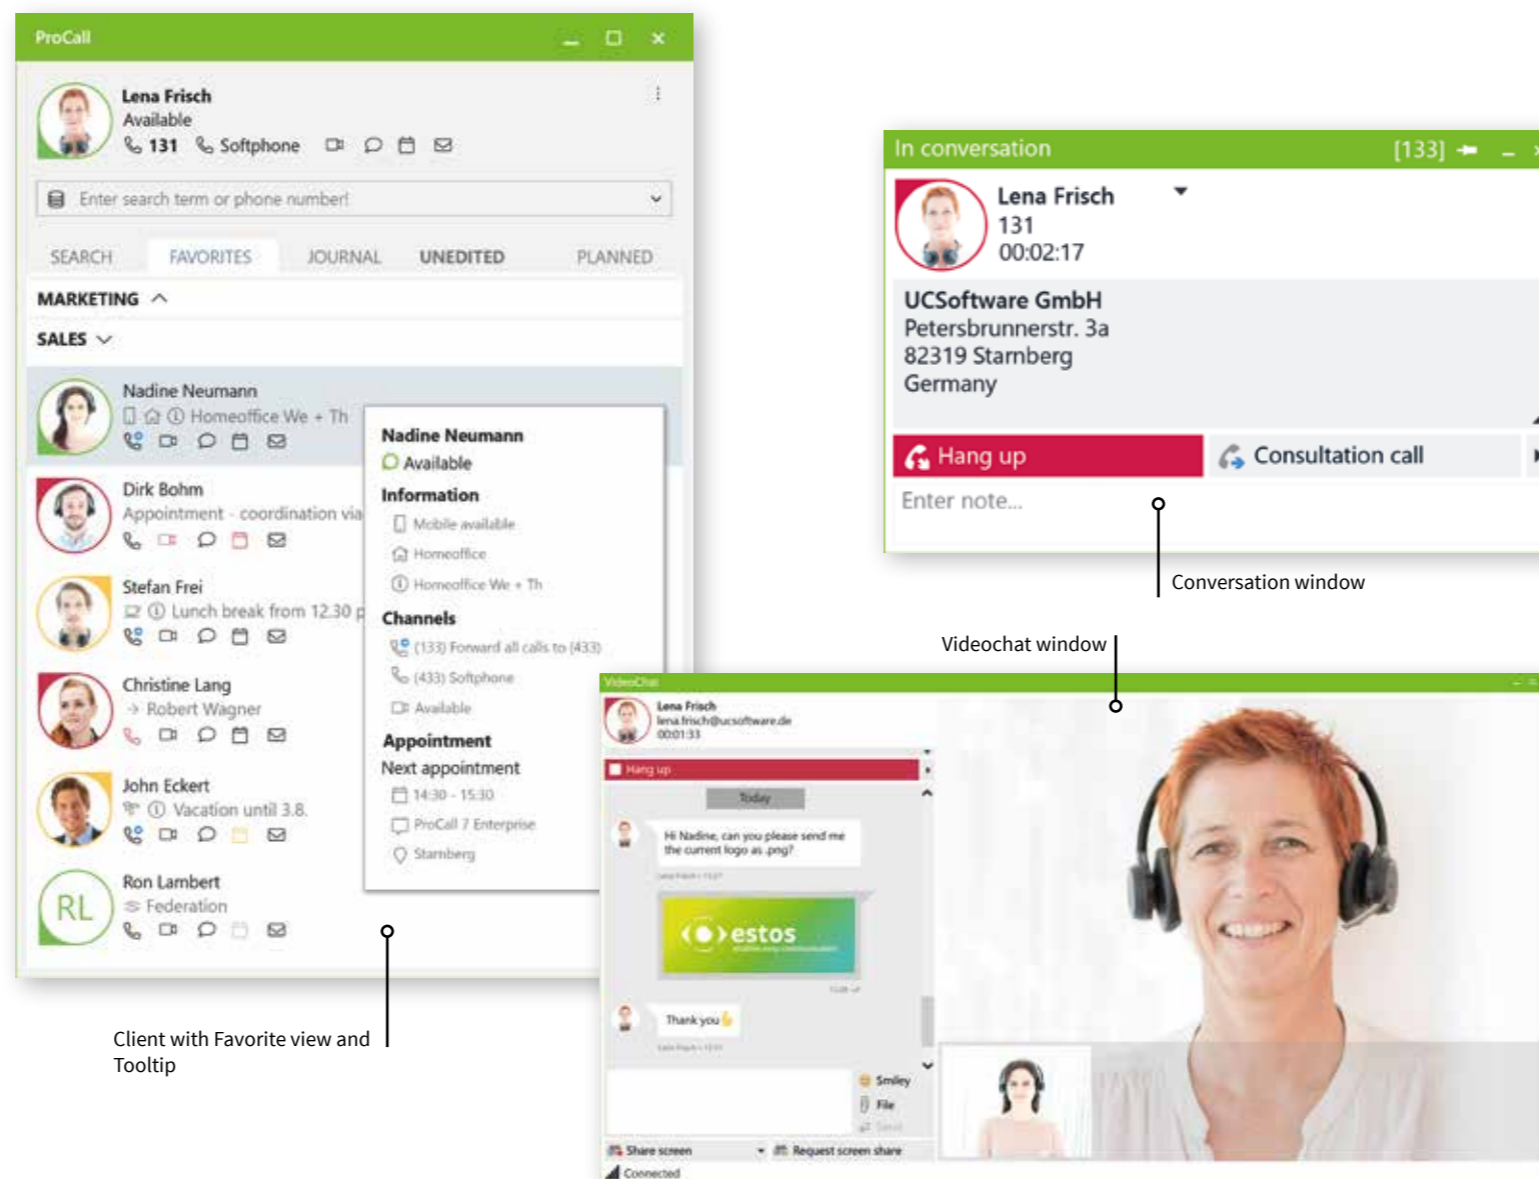 ProCall
Lena Frisch
Available
131 Softphone
Enter search term or phone number!
SEARCH FAVORITES JOURNAL UNEDITED PLANNED
MARKETING
SALES
Nadine Neumann
Homeoffice We + Th
Dirk Bohm
Appointment - coordination via
Stefan Frei
Lunch break from 12.30 p
Christine Lang
→ Robert Wagner
John Eckert
Vacation until 3.8.
RL
Ron Lambert
Federation
Nadine Neumann
Available
Information
Mobile available
Homeoffice
Homeoffice We + Th
Channels
(133) Forward all calls to (433)
(433) Softphone
Available
Appointment
Next appointment
14:30 - 15:30
ProCall 7 Enterprise
Starnberg
Client with Favorite view and
Tooltip
In conversation [133]
Lena Frisch
131
00:02:17
UCSoftware GmbH
Petersbrunnerstr. 3a
82319 Starnberg
Germany
Hang up Consultation call
Enter note...
Conversation window
Videochat window
VideoChat
Lena Frisch
lena.frisch@ucsoftware.de
00:01:33
Hang up
Today
Hi Nadine, can you please send me
the current logo as .png?
estos
Thank you
Smiley
File
Send
Share screen Request screen share
Connected